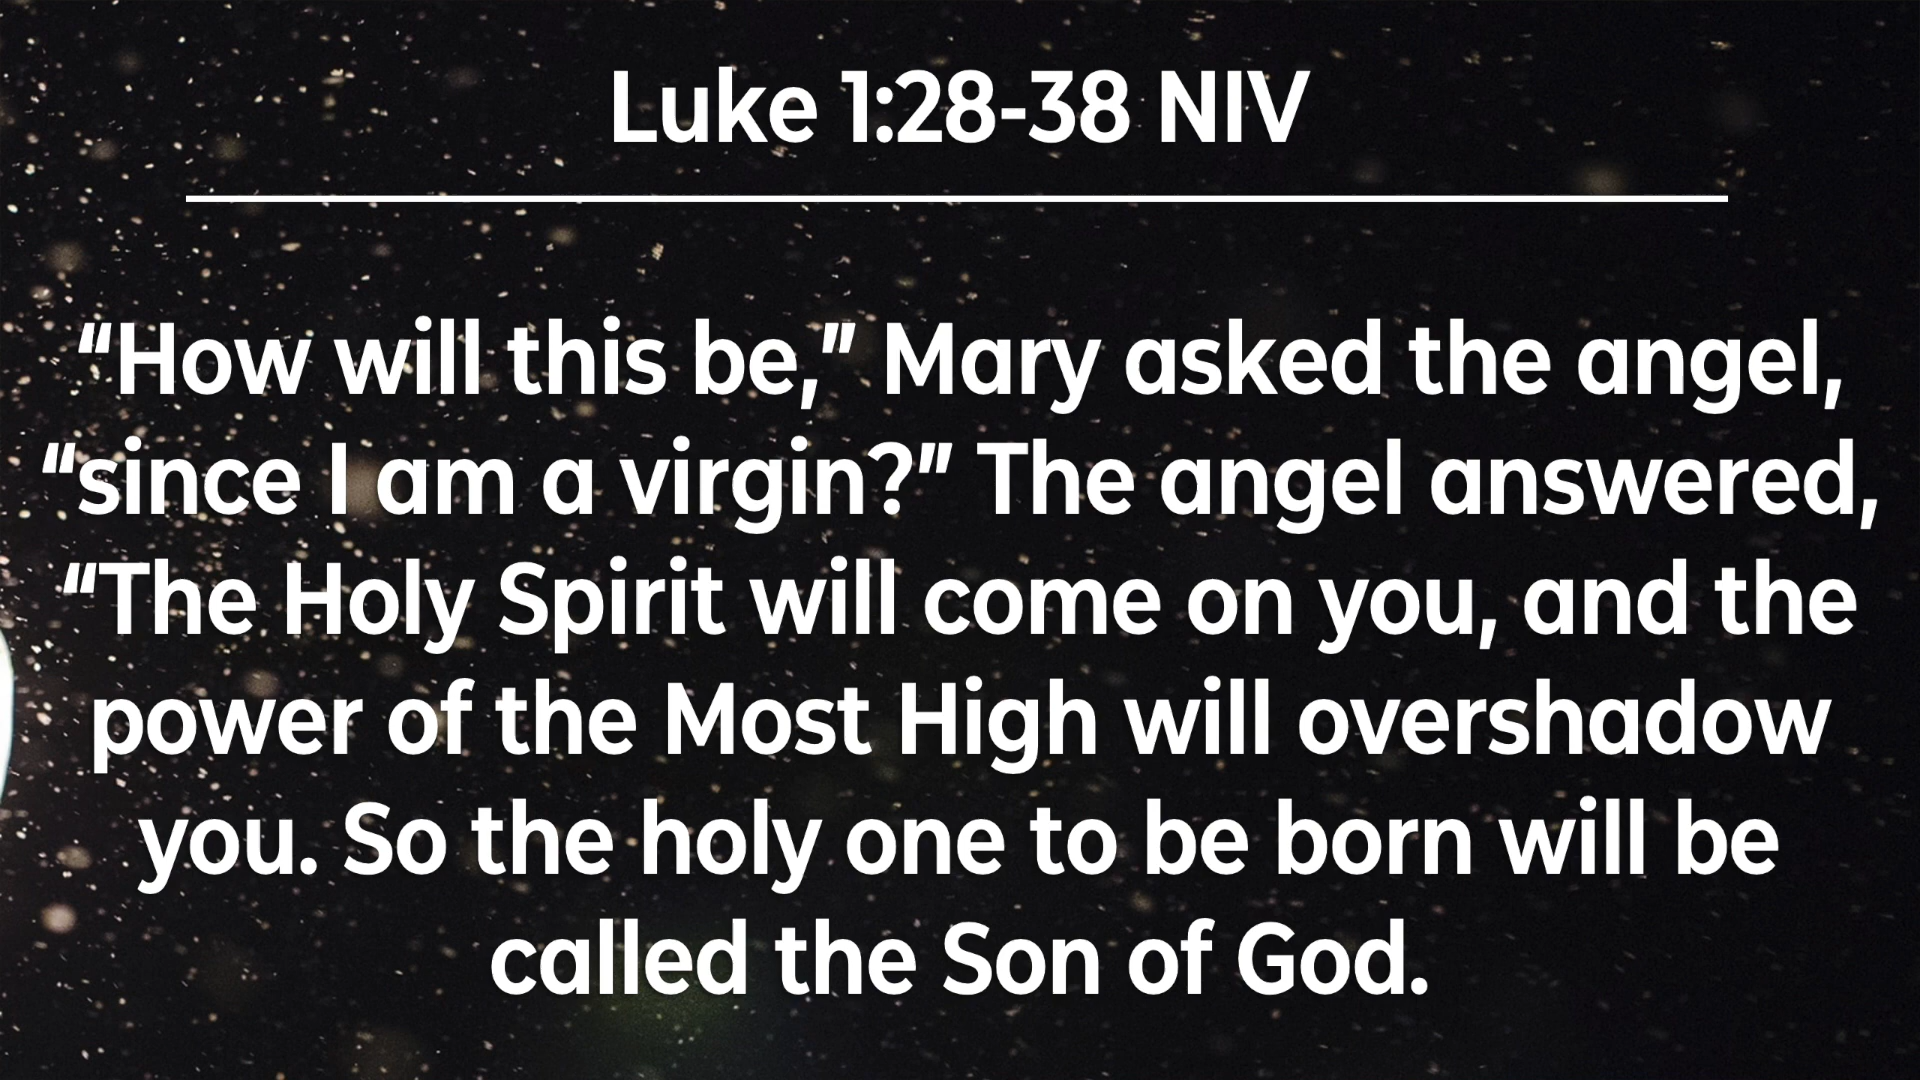 Luke 1:28-38 NIV
“How will this be,” Mary asked the angel,
“since I am a virgin?” The angel answered,
“The Holy Spirit will come on you, and the
power of the Most High will overshadow
you. So the holy one to be born will be
called the Son of God.